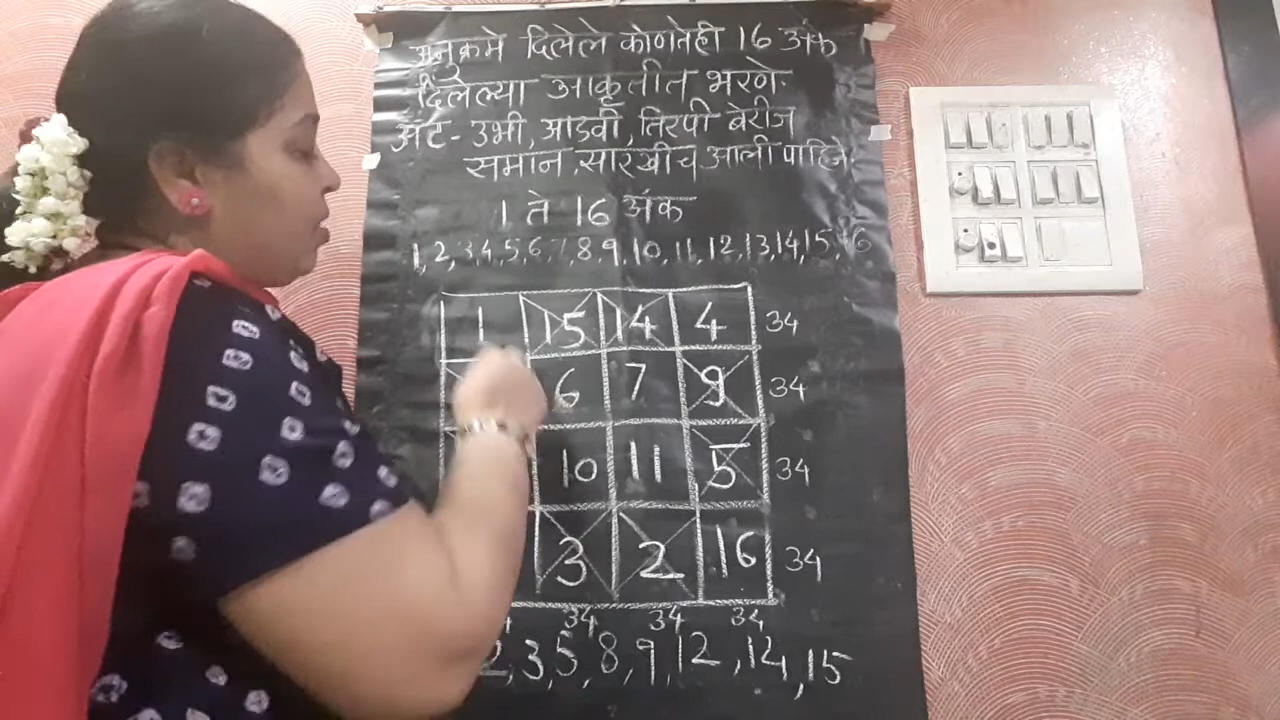 अनुक्रमे दिलेले कोणतेही 16 अंक
दिलेल्या आकृतीत भरणे.
अट - उभी, आडवी, तिरपी बेरीज
समान, सारखीच आली पाहिजे.
1 ते 16 अंक
1, 2, 3, 4, 5, 6, 7, 8, 9, 10, 11, 12, 13, 14, 15, 16
1 15 14 4 34
6 7 9 34
10 11 5 34
3 2 16 34
34 34 34
2, 3, 5, 8, 9, 12, 14, 15